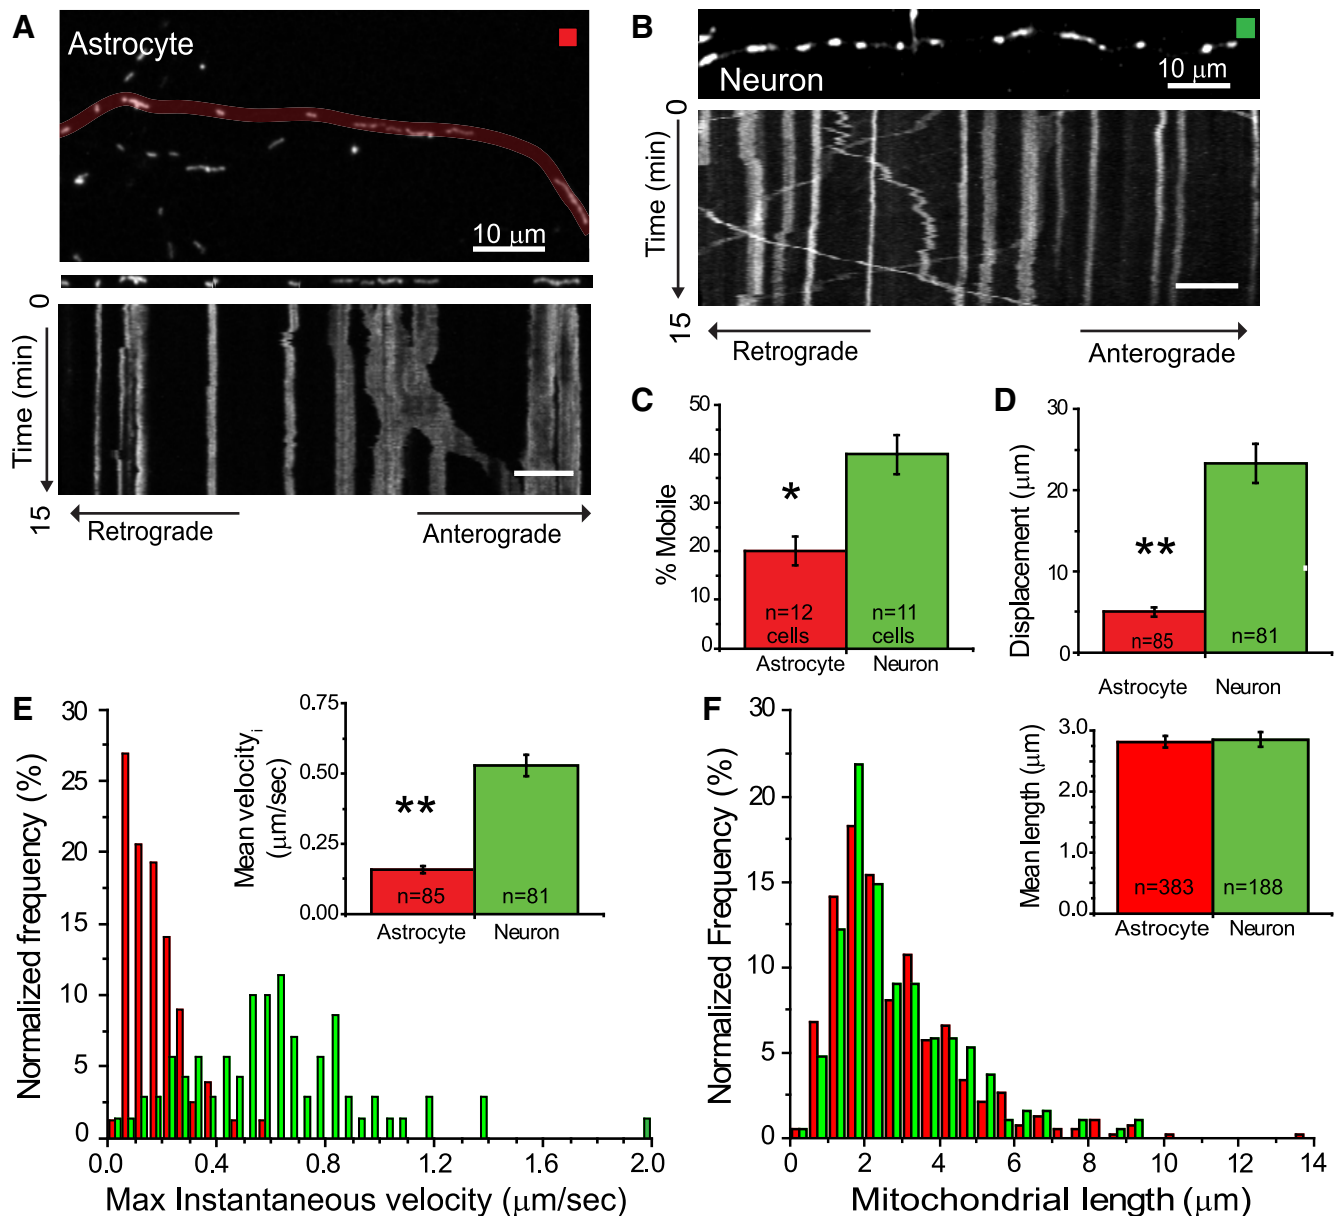 A
Astrocyte
10 μm
0
Time (min)
15
Retrograde
Anterograde
B
Neuron
10 μm
0
Time (min)
15
Retrograde
Anterograde
C
50
40
30
20
10
0
% Mobile
*
n=12
cells
n=11
cells
Astrocyte
Neuron
D
30
20
10
0
Displacement (μm)
**
n=85
n=81
Astrocyte
Neuron
E
30
25
20
15
10
5
0
Normalized frequency (%)
0.0
0.4
0.8
1.2
1.6
2.0
Max Instantaneous velocity (μm/sec)
0.75
0.50
0.25
0.00
Mean velocityi
(μm/sec)
**
n=85
n=81
Astrocyte
Neuron
F
30
25
20
15
10
5
0
Normalized Frequency (%)
0
2
4
6
8
10
12
14
Mitochondrial length (μm)
3.0
2.0
1.0
0.0
Mean length (μm)
n=383
n=188
Astrocyte
Neuron